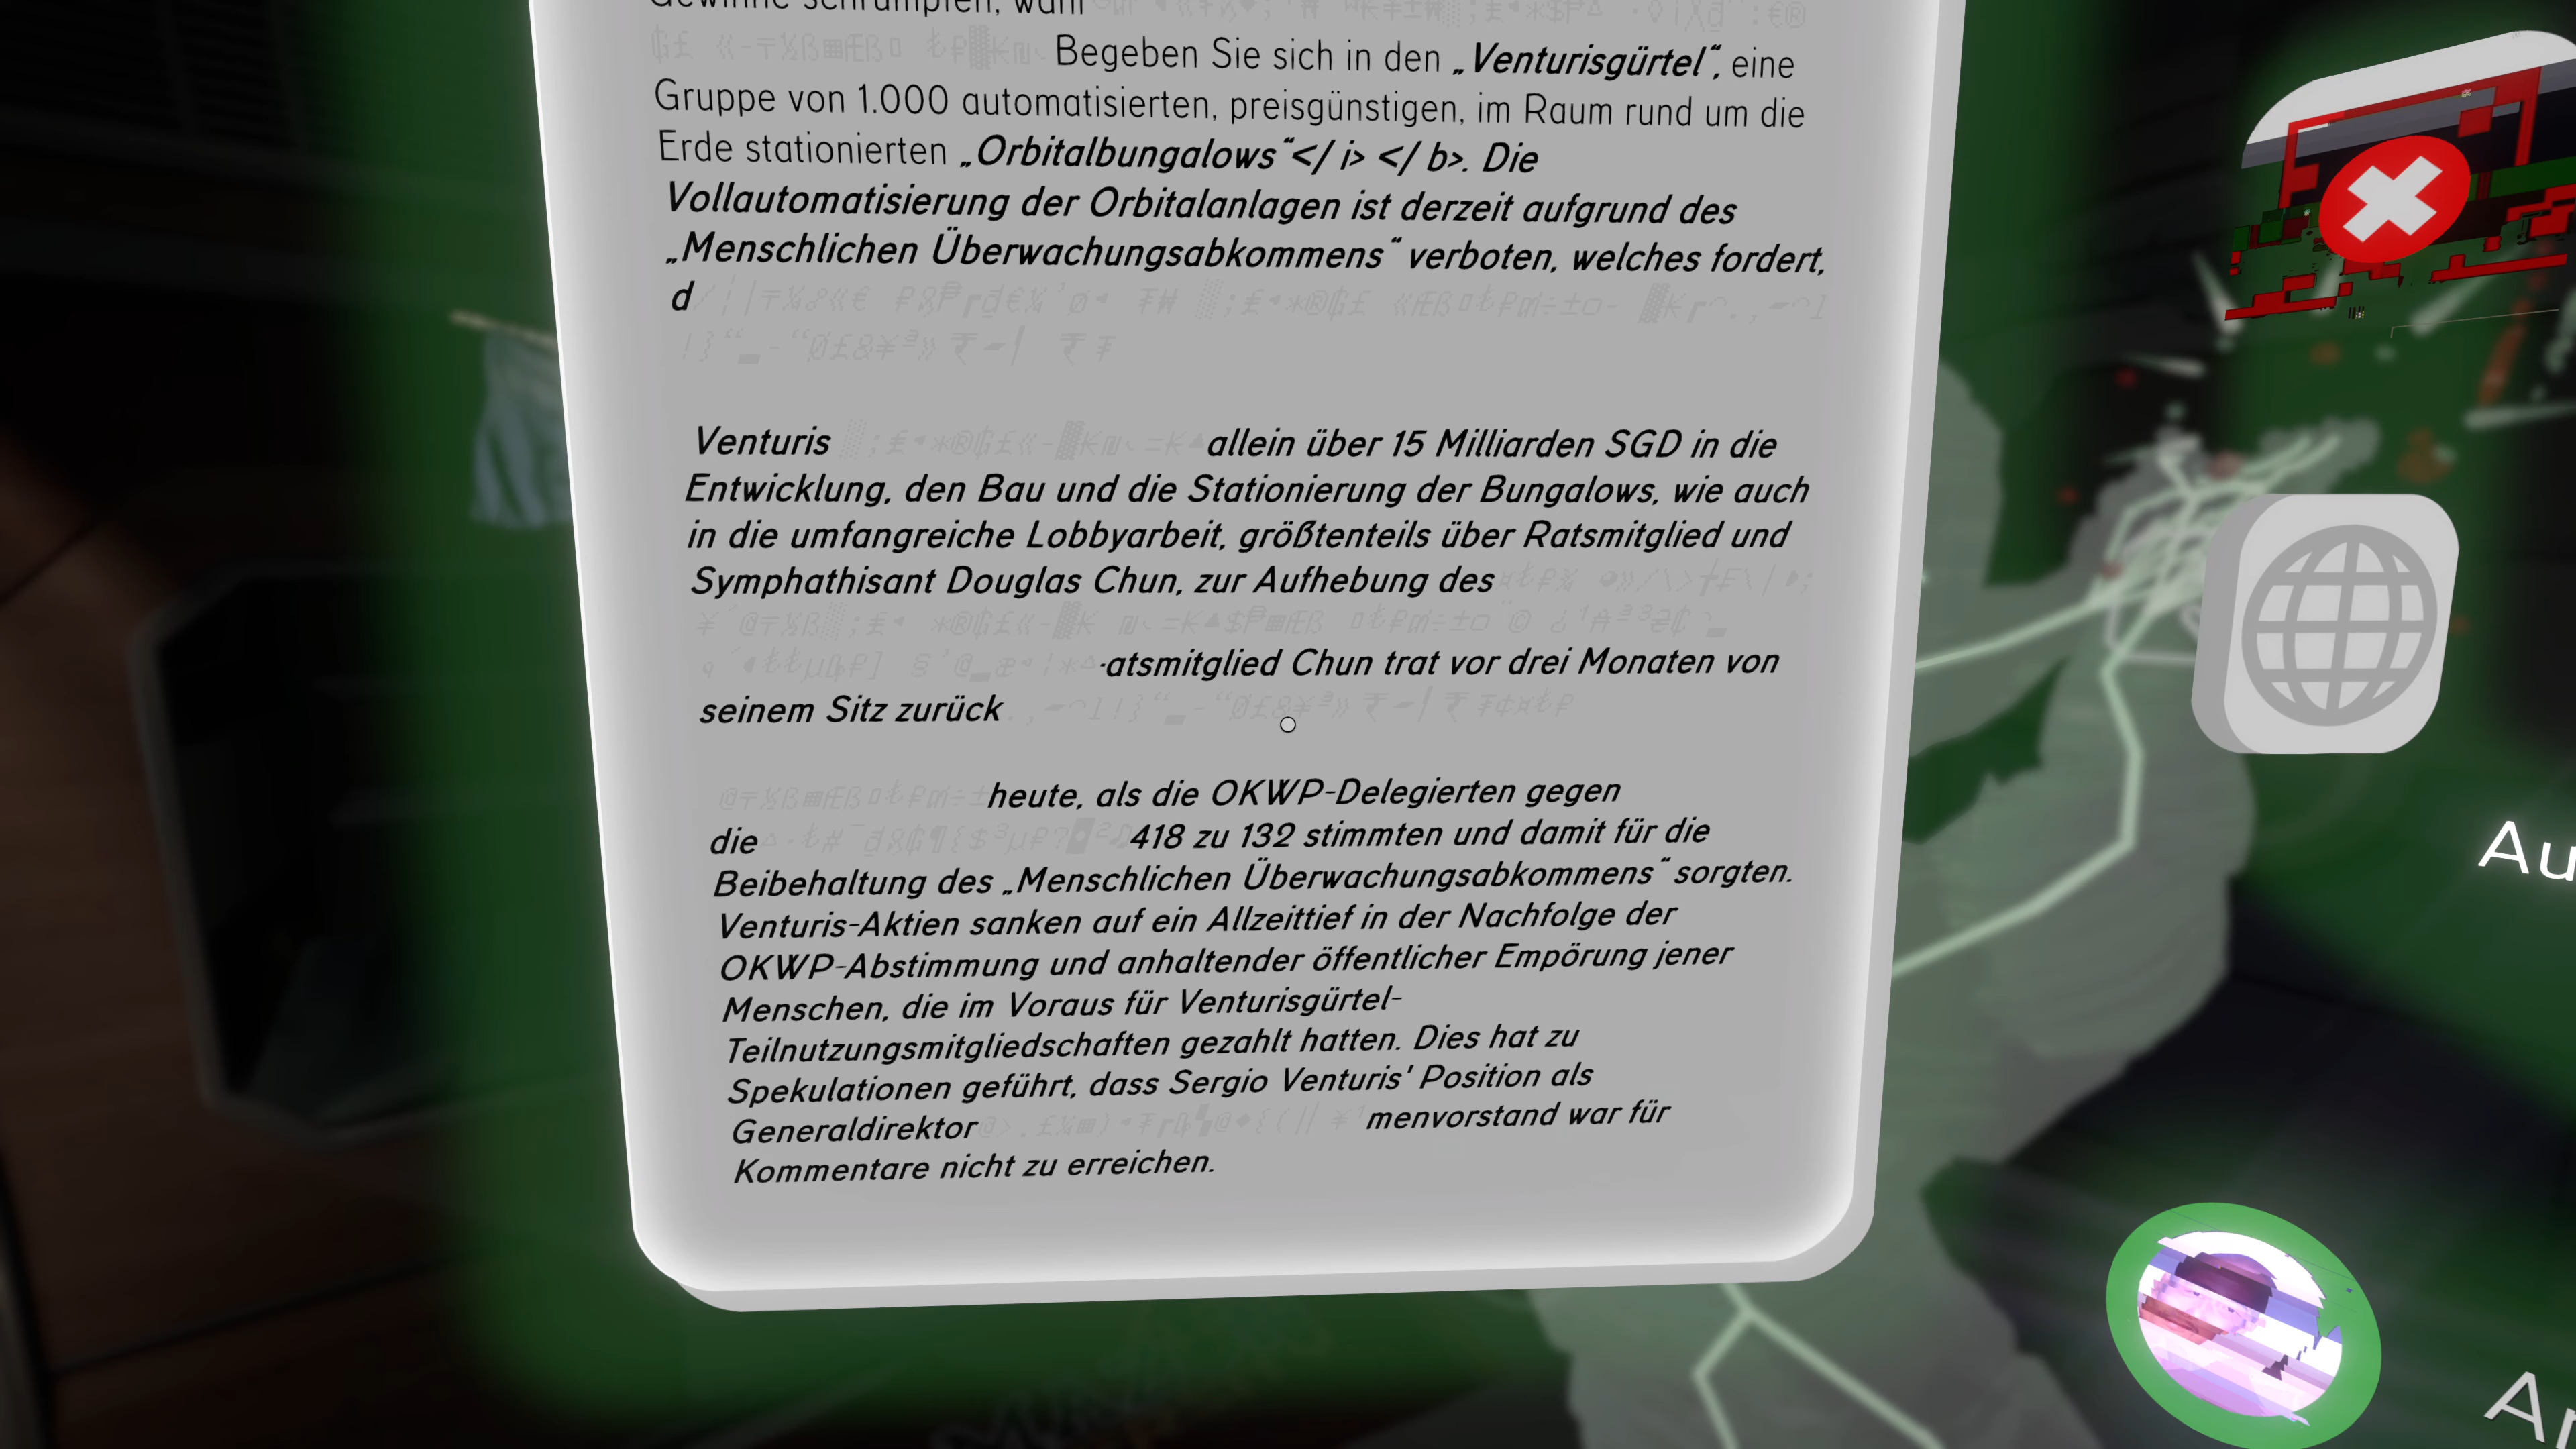 Gewinne schrumpfen, wäh
Begeben Sie sich in den „Venturisgürtel“, eine
Gruppe von 1.000 automatisierten, preisgünstigen, im Raum rund um die
Erde stationierten „Orbitalbungalows“</ i> </ b>. Die
Vollautomatisierung der Orbitalanlagen ist derzeit aufgrund des
„Menschlichen Überwachungsabkommens“ verboten, welches fordert,
d
Venturis allein über 15 Milliarden SGD in die
Entwicklung, den Bau und die Stationierung der Bungalows, wie auch
in die umfangreiche Lobbyarbeit, größtenteils über Ratsmitglied und
Symphathisant Douglas Chun, zur Aufhebung des
atsmitglied Chun trat vor drei Monaten von
seinem Sitz zurück
heute, als die OKWP-Delegierten gegen
die 418 zu 132 stimmten und damit für die
Beibehaltung des „Menschlichen Überwachungsabkommens“ sorgten.
Venturis-Aktien sanken auf ein Allzeittief in der Nachfolge der
OKWP-Abstimmung und anhaltender öffentlicher Empörung jener
Menschen, die im Voraus für Venturisgürtel-
Teilnutzungsmitgliedschaften gezahlt hatten. Dies hat zu
Spekulationen geführt, dass Sergio Venturis' Position als
Generaldirektor menvorstand war für
Kommentare nicht zu erreichen.
Au